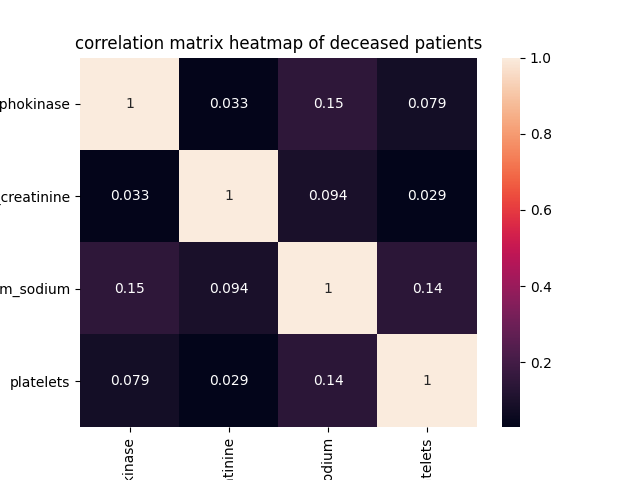 correlation matrix heatmap of deceased patients
phokinase
1 0.033 0.15 0.079
_creatinine
0.033 1 0.094 0.029
m_sodium
0.15 0.094 1 0.14
platelets
0.079 0.029 0.14 1
kinase
tinine
odium
telets
1.0
0.8
0.6
0.4
0.2